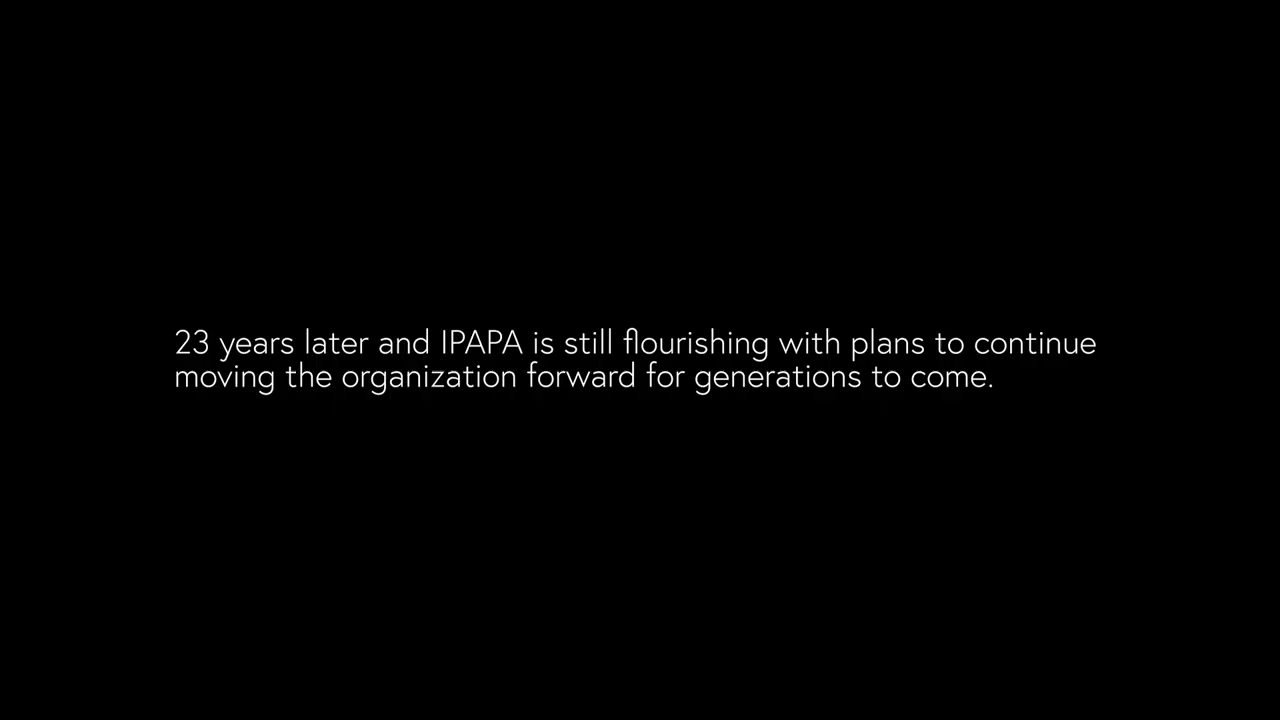 23 years later and IPAPA is still flourishing with plans to continue
moving the organization forward for generations to come.